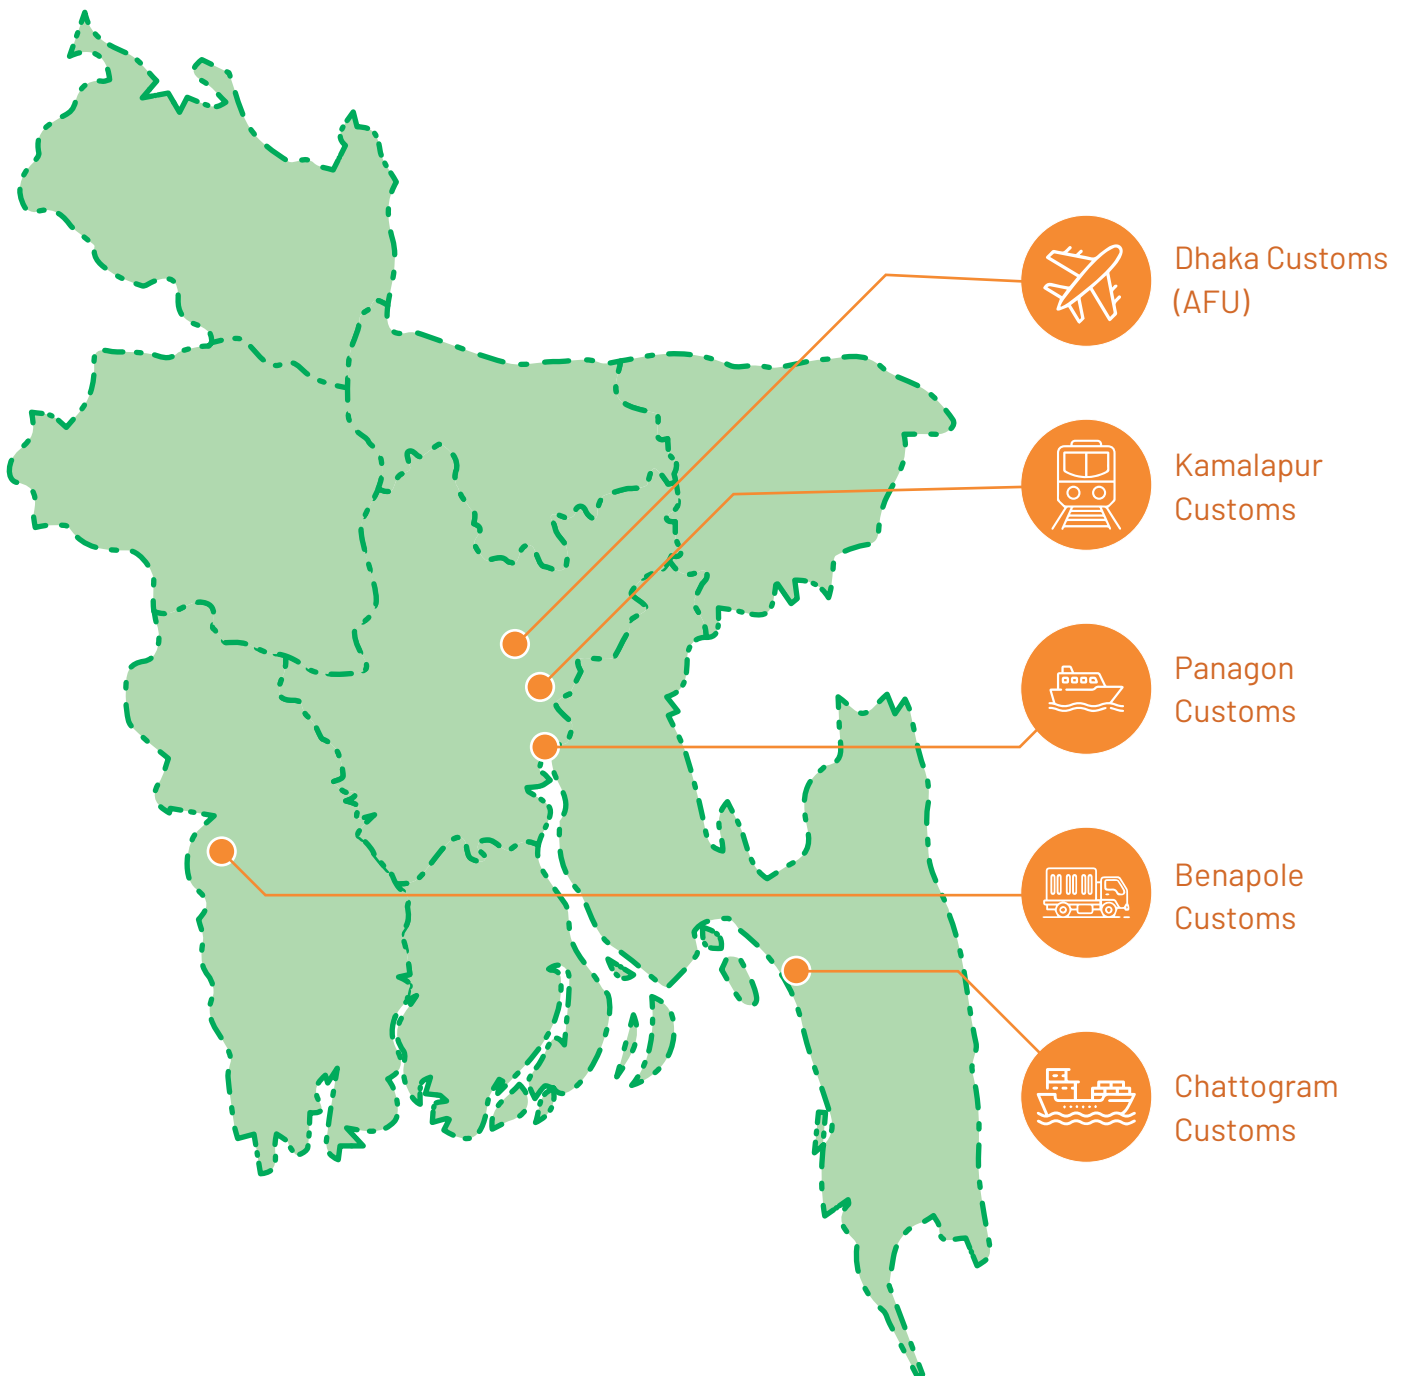 Dhaka Customs
(AFU)
Kamalapur
Customs
Panagon
Customs
Benapole
Customs
Chattogram
Customs